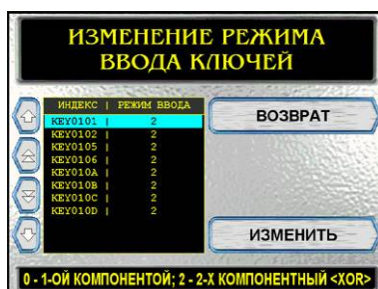 ИЗМЕНЕНИЕ РЕЖИМА
ВВОДА КЛЮЧЕЙ
ИНДЕКС | РЕЖИМ ВВОДА
KEY0101 | 2
KEY0102 | 2
KEY0105 | 2
KEY0106 | 2
KEY010A | 2
KEY010B | 2
KEY010C | 2
KEY010D | 2
ВОЗВРАТ
ИЗМЕНИТЬ
0 - 1-ОЙ КОМПОНЕНТОЙ; 2 - 2-Х КОМПОНЕНТНЫЙ <XOR>